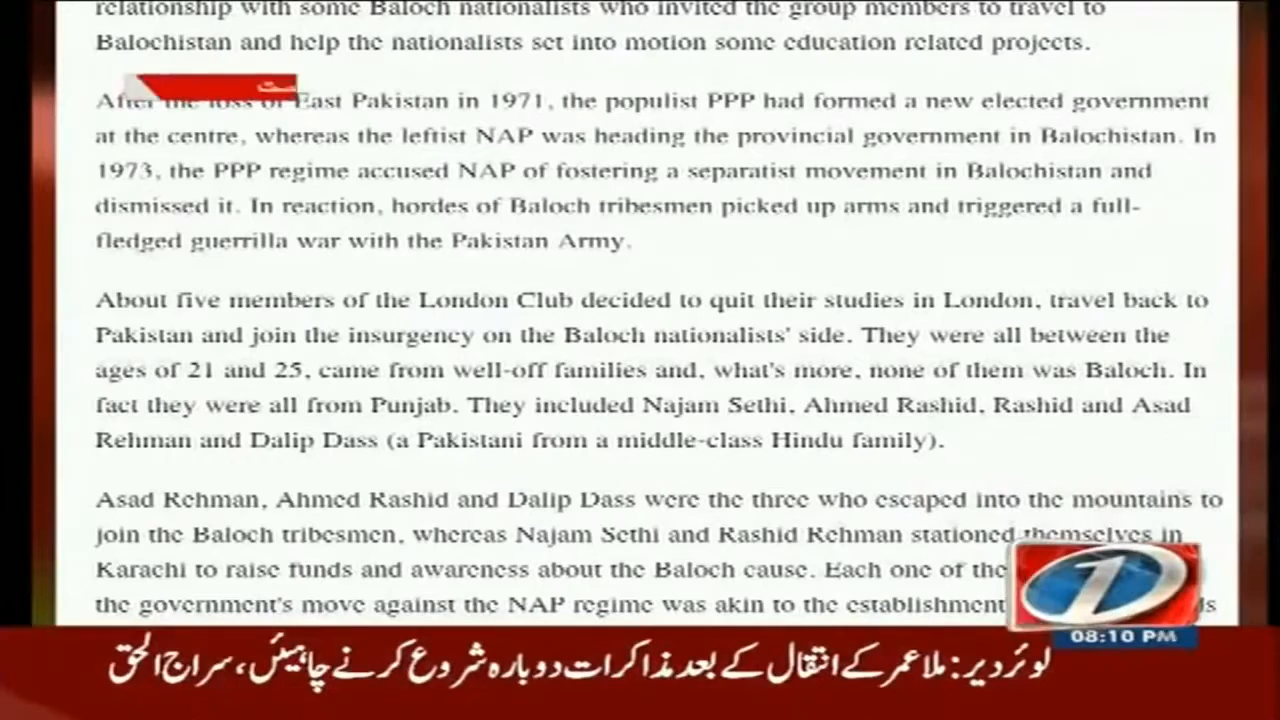 relationship with some Baloch nationalists who invited the group members to travel to
Balochistan and help the nationalists set into motion some education related projects.
After the loss of East Pakistan in 1971, the populist PPP had formed a new elected government
at the centre, whereas the leftist NAP was heading the provincial government in Balochistan. In
1973, the PPP regime accused NAP of fostering a separatist movement in Balochistan and
dismissed it. In reaction, hordes of Baloch tribesmen picked up arms and triggered a full-
fledged guerrilla war with the Pakistan Army.
About five members of the London Club decided to quit their studies in London, travel back to
Pakistan and join the insurgency on the Baloch nationalists' side. They were all between the
ages of 21 and 25, came from well-off families and, what's more, none of them was Baloch. In
fact they were all from Punjab. They included Najam Sethi, Ahmed Rashid, Rashid and Asad
Rehman and Dalip Dass (a Pakistani from a middle-class Hindu family).
Asad Rehman, Ahmed Rashid and Dalip Dass were the three who escaped into the mountains to
join the Baloch tribesmen, whereas Najam Sethi and Rashid Rehman stationed themselves in
Karachi to raise funds and awareness about the Baloch cause. Each one of the
the government's move against the NAP regime was akin to the establishment
1
08:10 PM
لوئر دیر: ملا عمر کے انتقال کے بعد مذاکرات دوبارہ شروع کرنے چاہیئں، سراج الحق